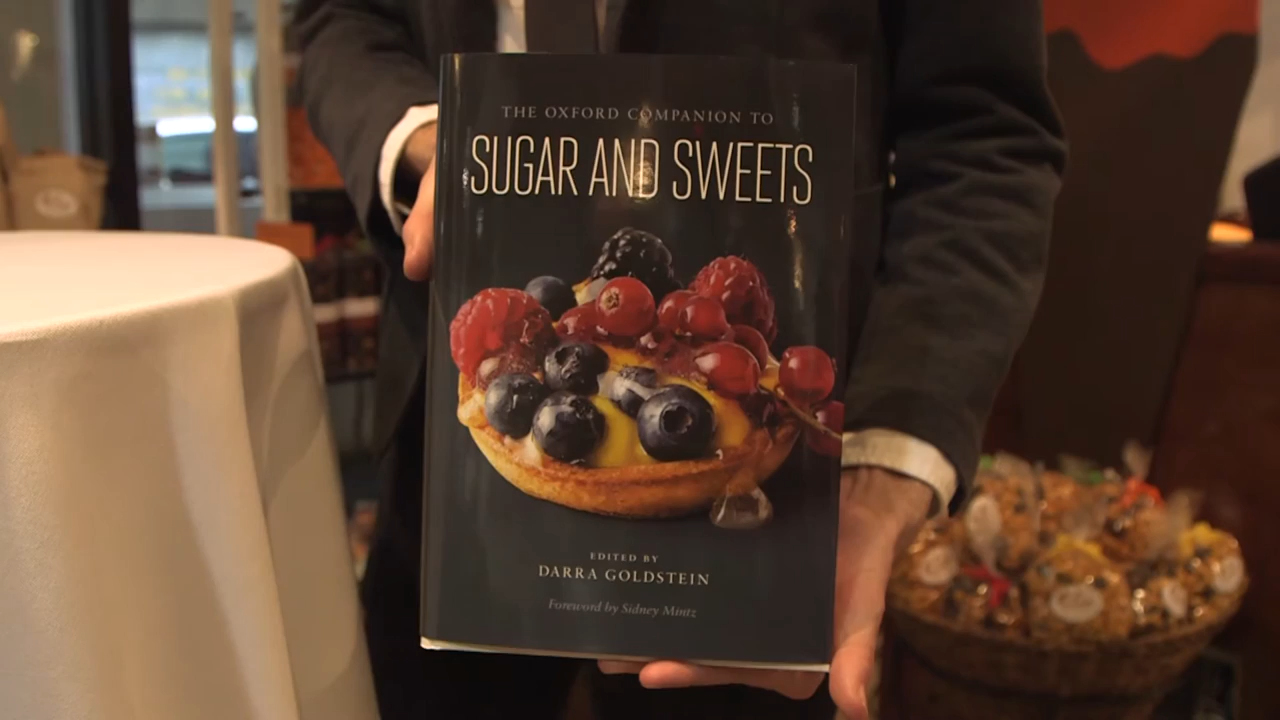 THE OXFORD COMPANION TO
SUGAR AND SWEETS
EDITED BY
DARRA GOLDSTEIN
Foreword by Sidney Mintz